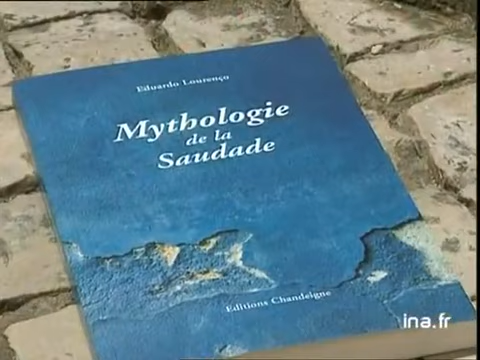 Eduardo Lourenço
Mythologie
de la
Saudade
Editions Chandeigne
ina.fr